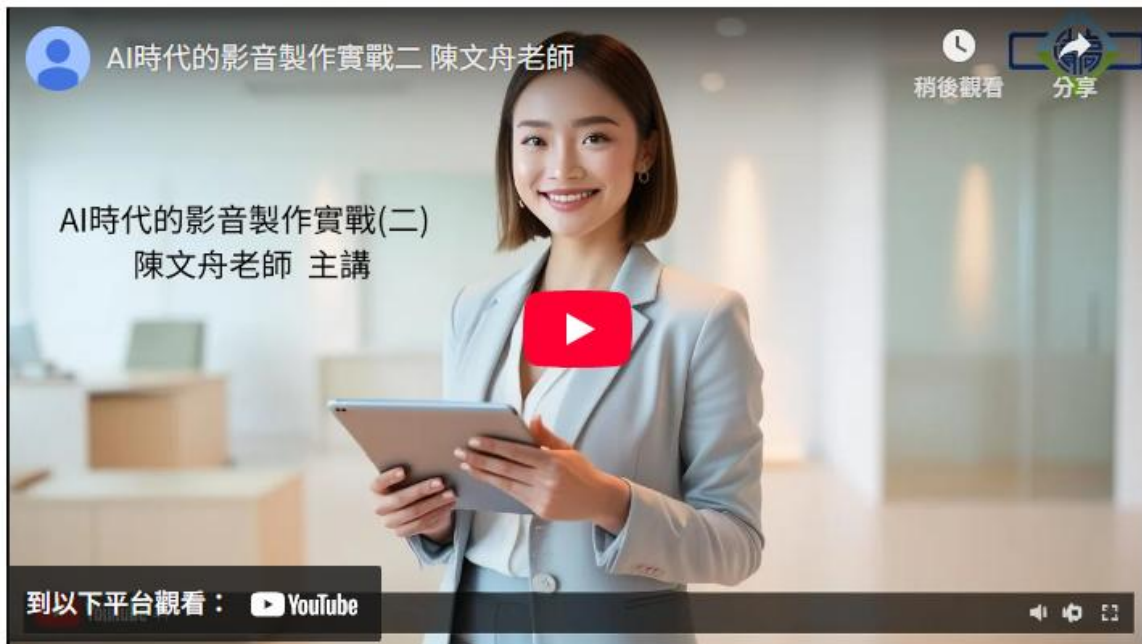 AI時代的影音製作實戰二 陳文舟老師
稍後觀看
分享
AI時代的影音製作實戰(二)
陳文舟老師 主講
到以下平台觀看： YouTube